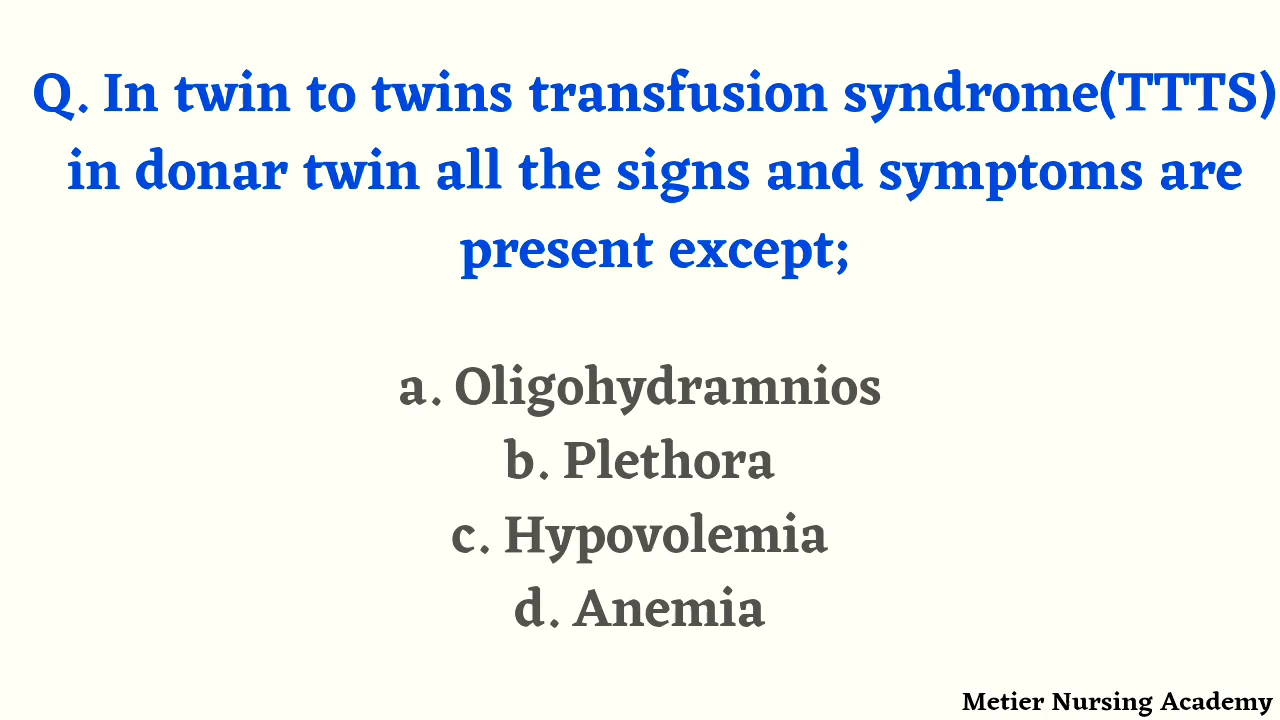 Q. In twin to twins transfusion syndrome(TTTS)
in donar twin all the signs and symptoms are
present except;
a. Oligohydramnios
b. Plethora
c. Hypovolemia
d. Anemia
Metier Nursing Academy